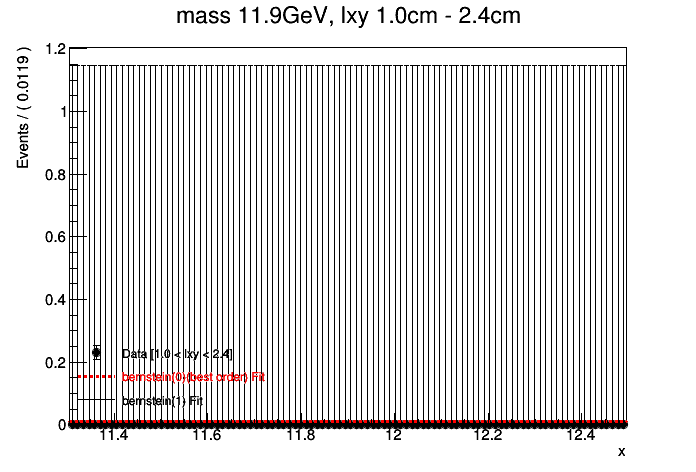 mass 11.9GeV, lxy 1.0cm - 2.4cm
Events / ( 0.0119 )
1.2
1
0.8
0.6
0.4
0.2
0
Data [1.0 < lxy < 2.4]
bernstein(0)(best order) Fit
bernstein(1) Fit
11.4 11.6 11.8 12 12.2 12.4
x